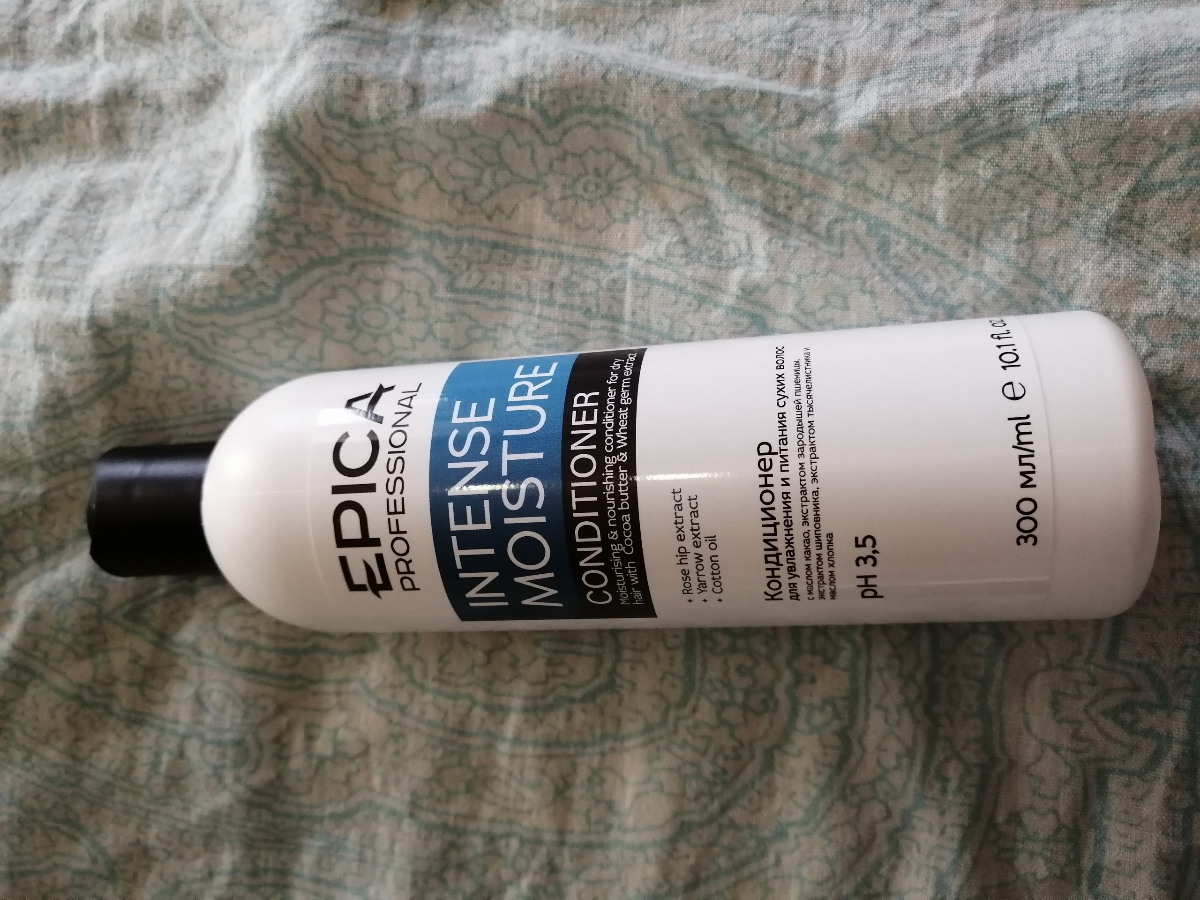 EPICA
PROFESSIONAL
INTENSE
MOISTURE
CONDITIONER
Moisturising & nourishing conditioner for dry
hair with Cocoa butter & Wheat germ extract
• Rose hip extract
• Yarrow extract
• Cotton oil
Кондиционер
для увлажнения и питания сухих волос
с маслом какао, экстрактом зародышей пшеницы,
экстрактом шиповника, экстрактом тысячелистника и
маслом хлопка
pH 3,5
300 мл/ml ℮ 10.1 fl. oz